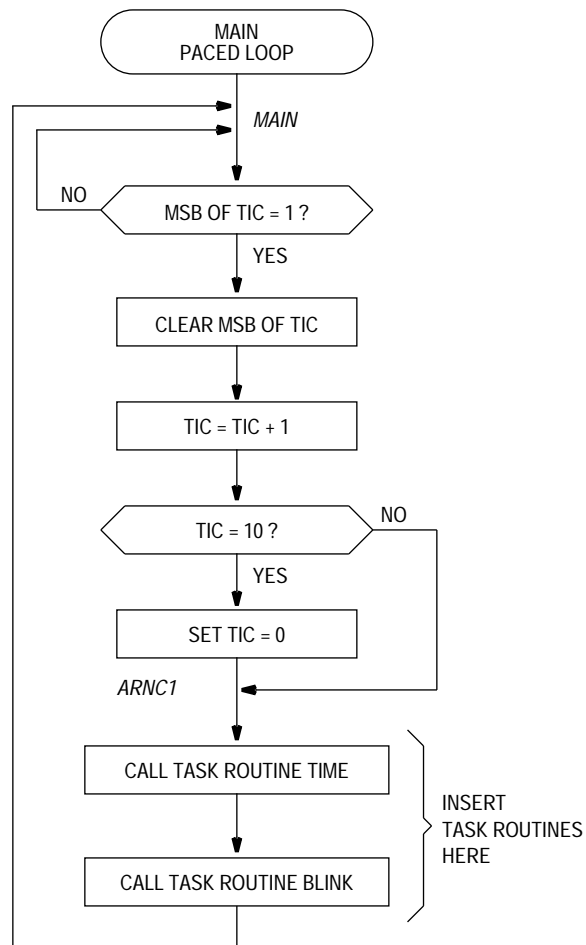 MAIN
PACED LOOP
MAIN
NO
MSB OF TIC = 1 ?
YES
CLEAR MSB OF TIC
TIC = TIC + 1
TIC = 10 ?
NO
YES
SET TIC = 0
ARNC1
CALL TASK ROUTINE TIME
INSERT
TASK ROUTINES
HERE
CALL TASK ROUTINE BLINK